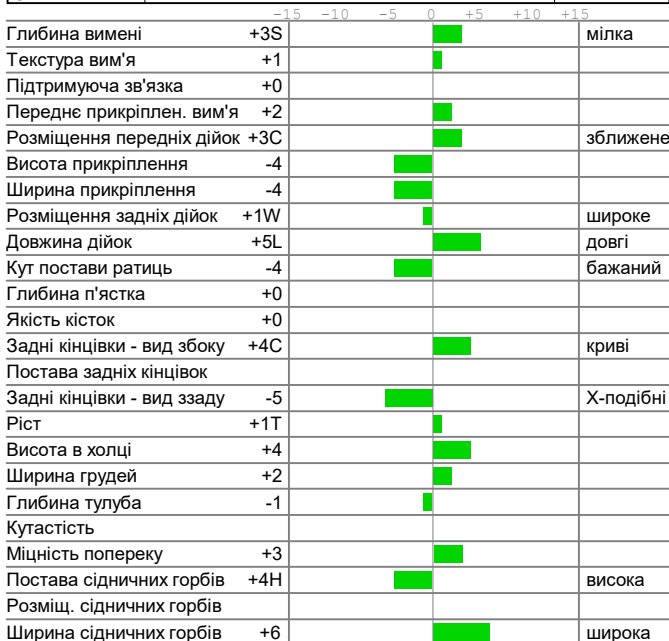 -15 -10 -5 0 +5 +10 +15
Глибина вимені +3S мілка
Текстура вим'я +1
Підтримуюча зв'язка +0
Переднє прикріплен. вим'я +2
Розміщення передніх дійок +3C зближене
Висота прикріплення -4
Ширина прикріплення -4
Розміщення задніх дійок +1W широке
Довжина дійок +5L довгі
Кут постави ратиць -4 бажаний
Глибина п'ястка +0
Якість кісток +0
Задні кінцівки - вид збоку +4C криві
Постава задніх кінцівок
Задні кінцівки - вид ззаду -5 Х-подібні
Ріст +1T
Висота в холці +4
Ширина грудей +2
Глибина тулуба -1
Кутастість
Міцність попереку +3
Постава сідничних горбів +4H висока
Розміщ. сідничних горбів
Ширина сідничних горбів +6 широка